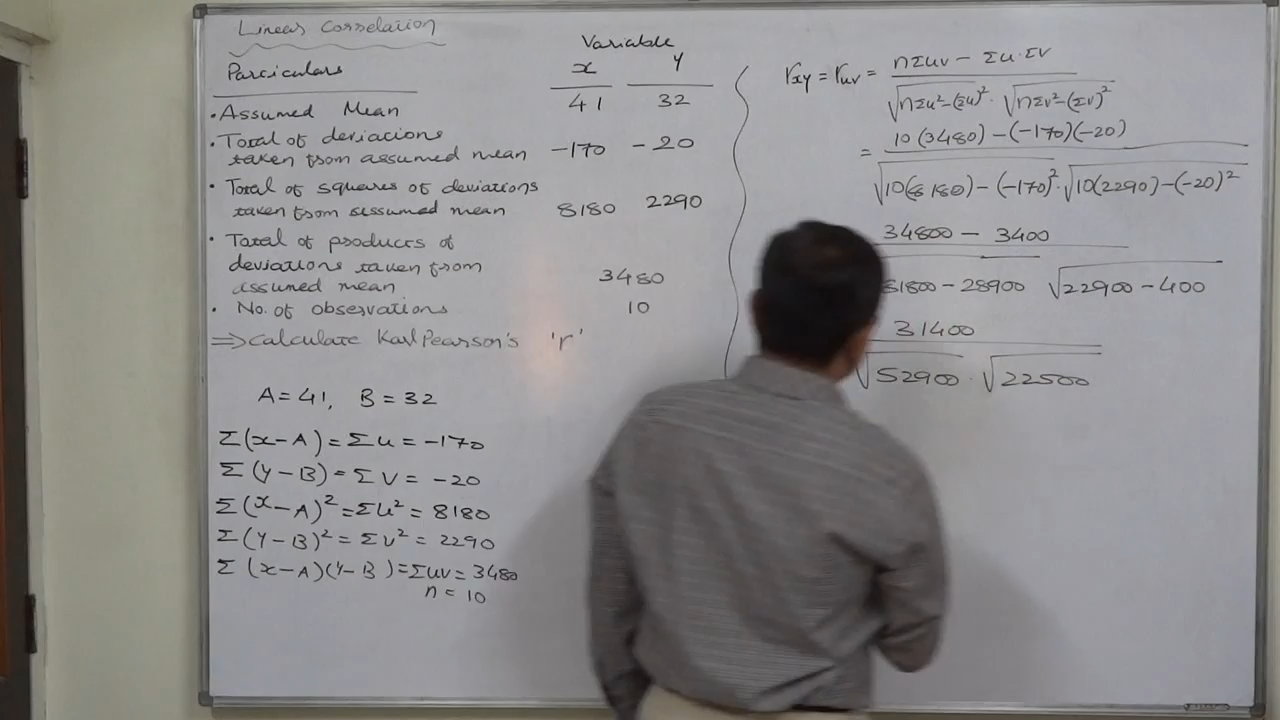 Linear Correlation
Variable
Particulars x y
• Assumed Mean 41 32
• Total of deviations
taken from assumed mean -170 -20
• Total of squares of deviations
taken from assumed mean 8180 2290
• Total of products of
deviations taken from
assumed mean 3480
• No. of observations 10
⇒ Calculate Karl Pearson's 'r'
A = 41, B = 32
Σ(x-A) = Σu = -170
Σ(y-B) = Σv = -20
Σ(x-A)² = Σu² = 8180
Σ(y-B)² = Σv² = 2290
Σ(x-A)(y-B) = Σuv = 3480
n = 10
rxy = ruv = nΣuv - Σu·Σv
√nΣu²-(Σu)² · √nΣv²-(Σv)²
= 10(3480) - (-170)(-20)
√10(8180) - (-170)² · √10(2290) - (-20)²
34800 - 3400
81800 - 28900 √22900 - 400
31400
√52900 · √22500